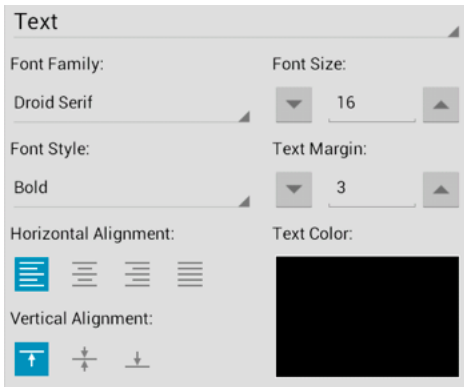 Text
Font Family:
Font Size:
Droid Serif
16
Font Style:
Text Margin:
Bold
3
Horizontal Alignment:
Text Color:
Vertical Alignment: